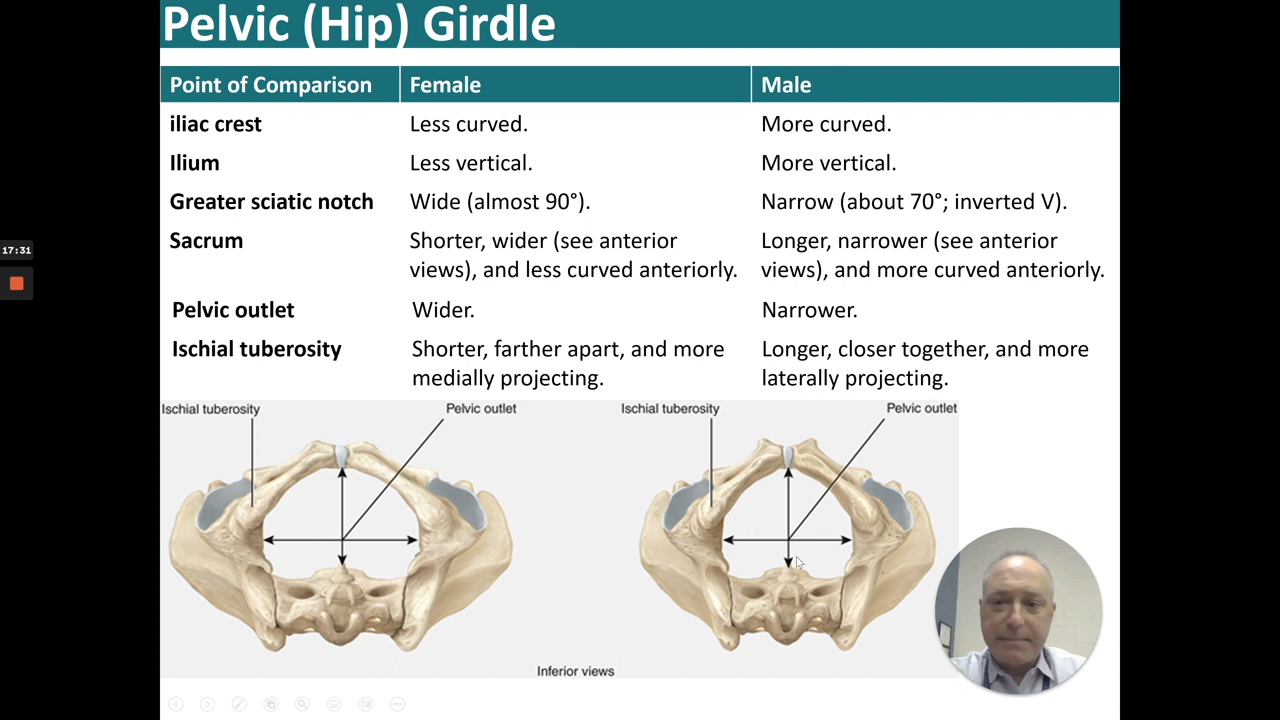 Pelvic (Hip) Girdle
Point of Comparison Female Male
iliac crest Less curved. More curved.
Ilium Less vertical. More vertical.
Greater sciatic notch Wide (almost 90°). Narrow (about 70°; inverted V).
Sacrum Shorter, wider (see anterior Longer, narrower (see anterior
views), and less curved anteriorly. views), and more curved anteriorly.
17:31
Pelvic outlet Wider. Narrower.
Ischial tuberosity Shorter, farther apart, and more Longer, closer together, and more
medially projecting. laterally projecting.
Ischial tuberosity Pelvic outlet Ischial tuberosity Pelvic outlet
Inferior views